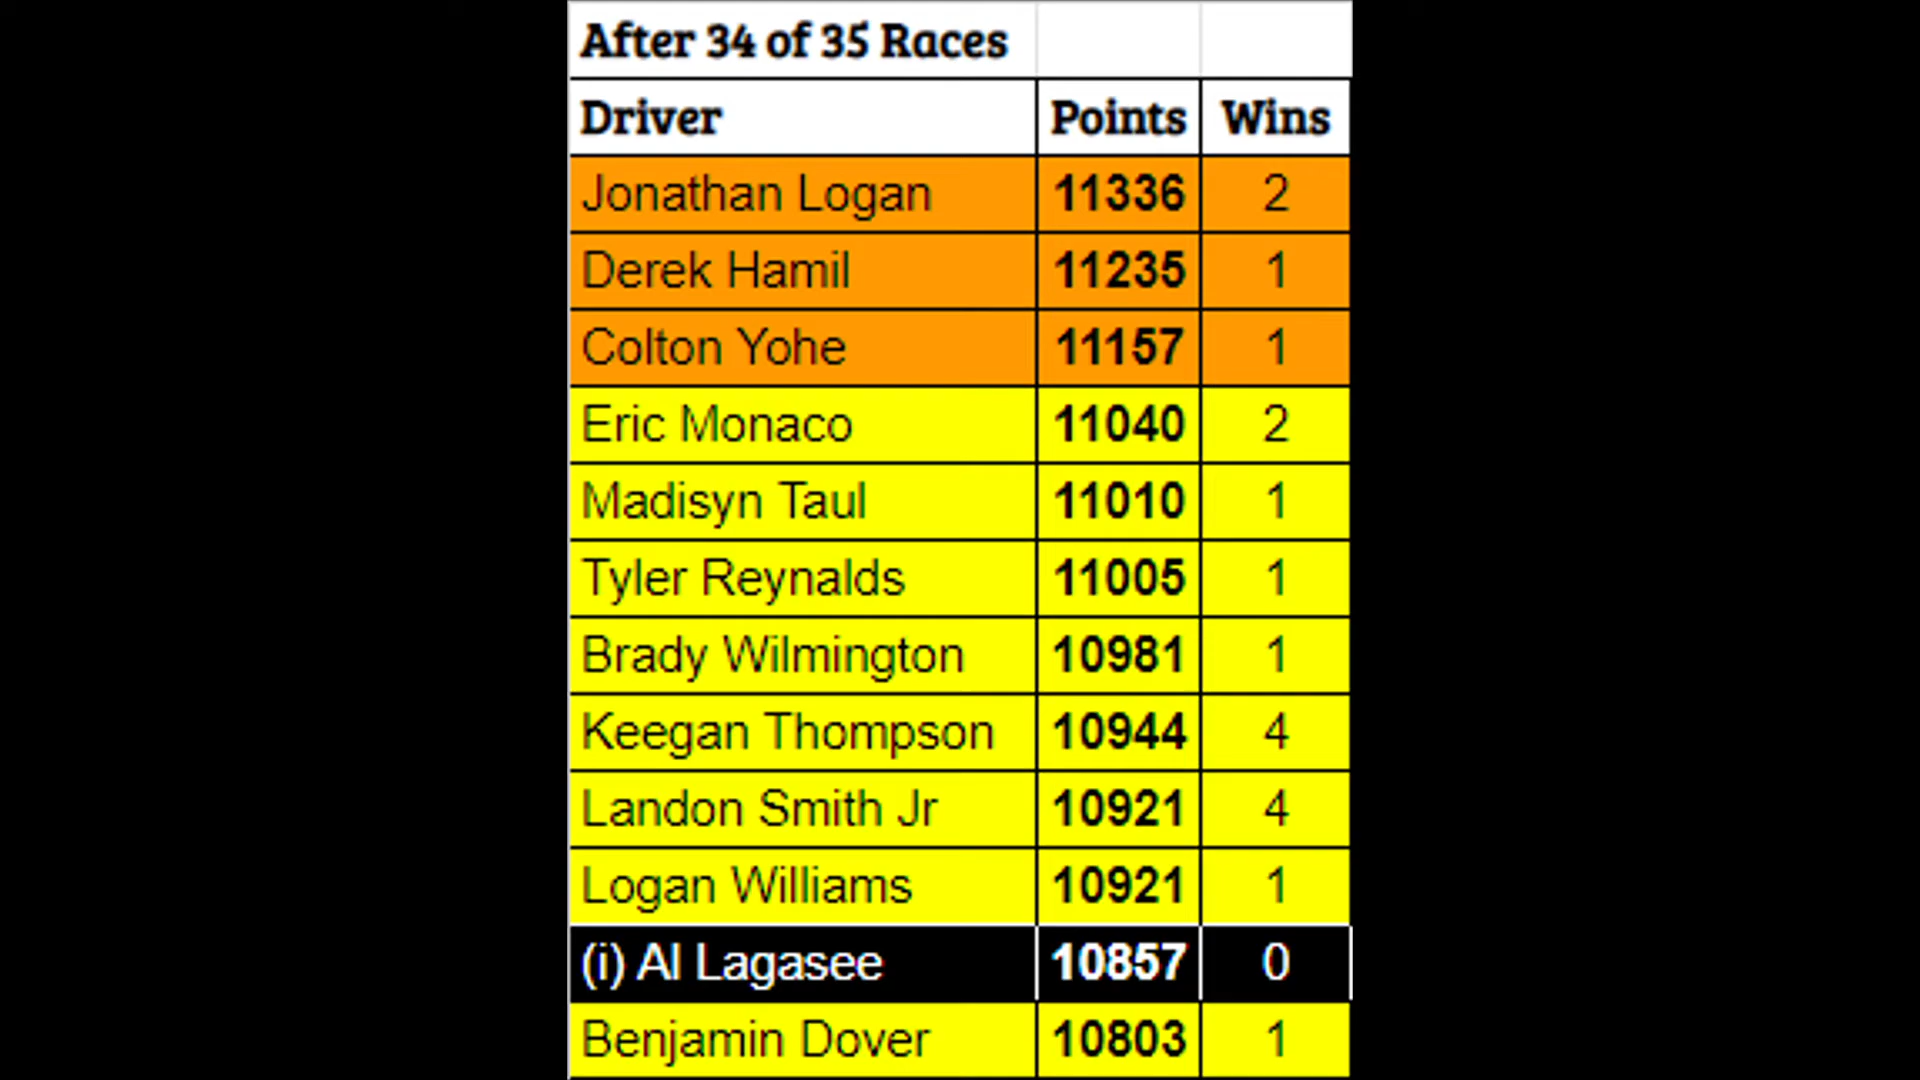 After 34 of 35 Races
Driver Points Wins
Jonathan Logan 11336 2
Derek Hamil 11235 1
Colton Yohe 11157 1
Eric Monaco 11040 2
Madisyn Taul 11010 1
Tyler Reynalds 11005 1
Brady Wilmington 10981 1
Keegan Thompson 10944 4
Landon Smith Jr 10921 4
Logan Williams 10921 1
(i) Al Lagasee 10857 0
Benjamin Dover 10803 1